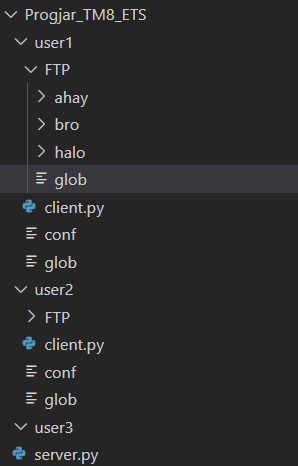 Progjar_TM8_ETS
user1
FTP
ahay
bro
halo
glob
client.py
conf
glob
user2
FTP
client.py
conf
glob
user3
server.py